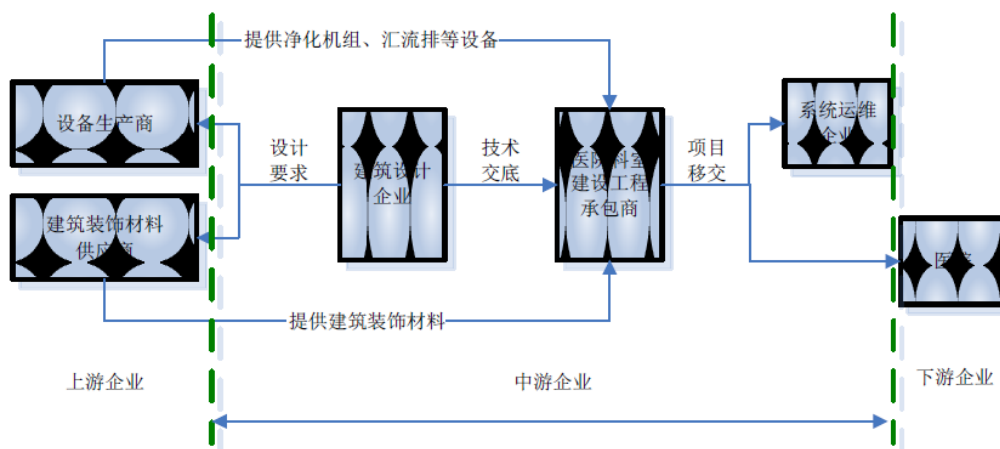 提供净化机组、汇流排等设备
设备生产商
设计
要求
建筑设计
企业
技术
交底
医院科室
建设工程
承包商
项目
移交
系统运维
企业
建筑装饰材料
供应商
医院
提供建筑装饰材料
上游企业
中游企业
下游企业